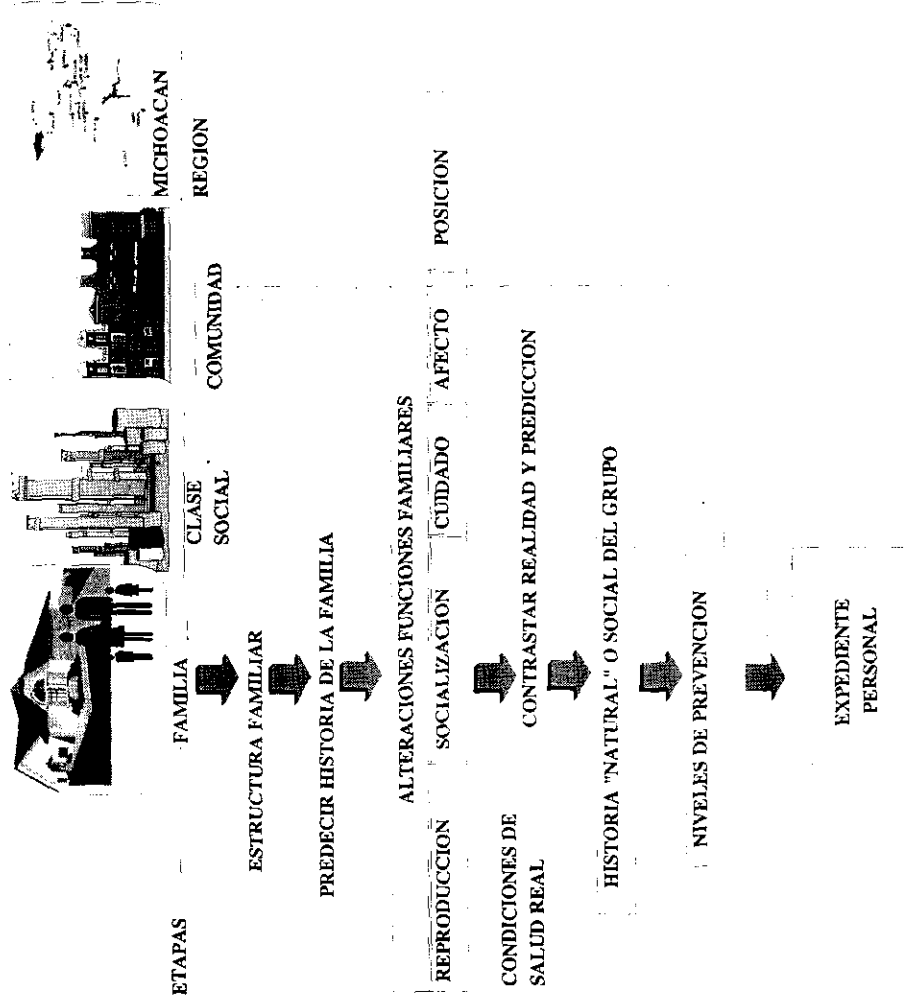 MICHOACAN
ETAPAS
FAMILIA
CLASE
SOCIAL
COMUNIDAD
REGION
ESTRUCTURA FAMILIAR
PREDECIR HISTORIA DE LA FAMILIA
ALTERACIONES FUNCIONES FAMILIARES
REPRODUCCION SOCIALIZACION CUIDADO AFECTO POSICION
CONDICIONES DE
SALUD REAL
CONTRASTAR REALIDAD Y PREDICCION
HISTORIA "NATURAL" O SOCIAL DEL GRUPO
NIVELES DE PREVENCION
EXPEDIENTE
PERSONAL